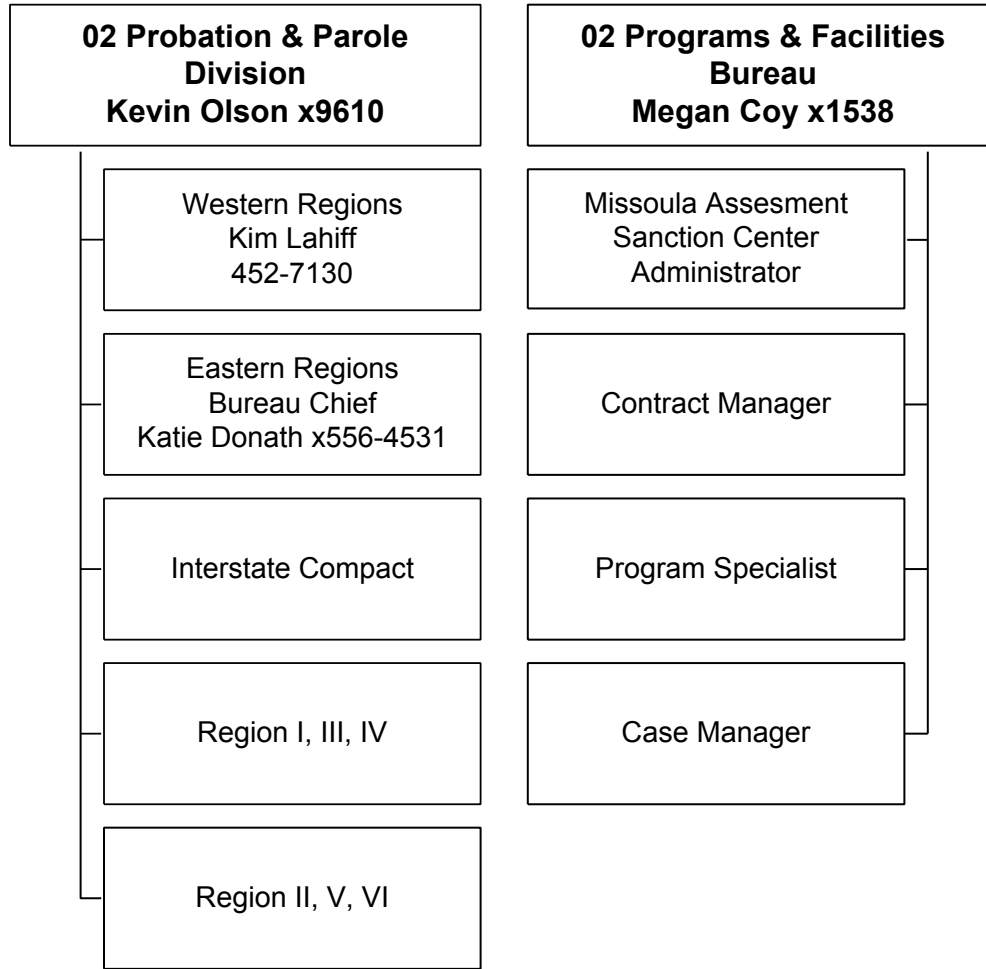 02 Probation & Parole
Division
Kevin Olson x9610
Western Regions
Kim Lahiff
452-7130
Eastern Regions
Bureau Chief
Katie Donath x556-4531
Interstate Compact
Region I, III, IV
Region II, V, VI
02 Programs & Facilities
Bureau
Megan Coy x1538
Missoula Assesment
Sanction Center
Administrator
Contract Manager
Program Specialist
Case Manager